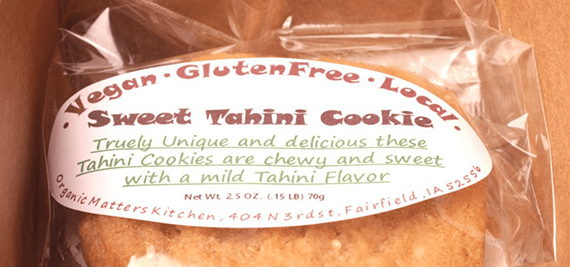 • Vegan • GlutenFree • Local •
Sweet Tahini Cookie
Truely Unique and delicious these
Tahini Cookies are chewy and sweet
with a mild Tahini Flavor
Net Wt. 2.5 OZ. (.15 LB) 70g
Organic Matters Kitchen, 404 N 3rd st. Fairfield, IA 52556